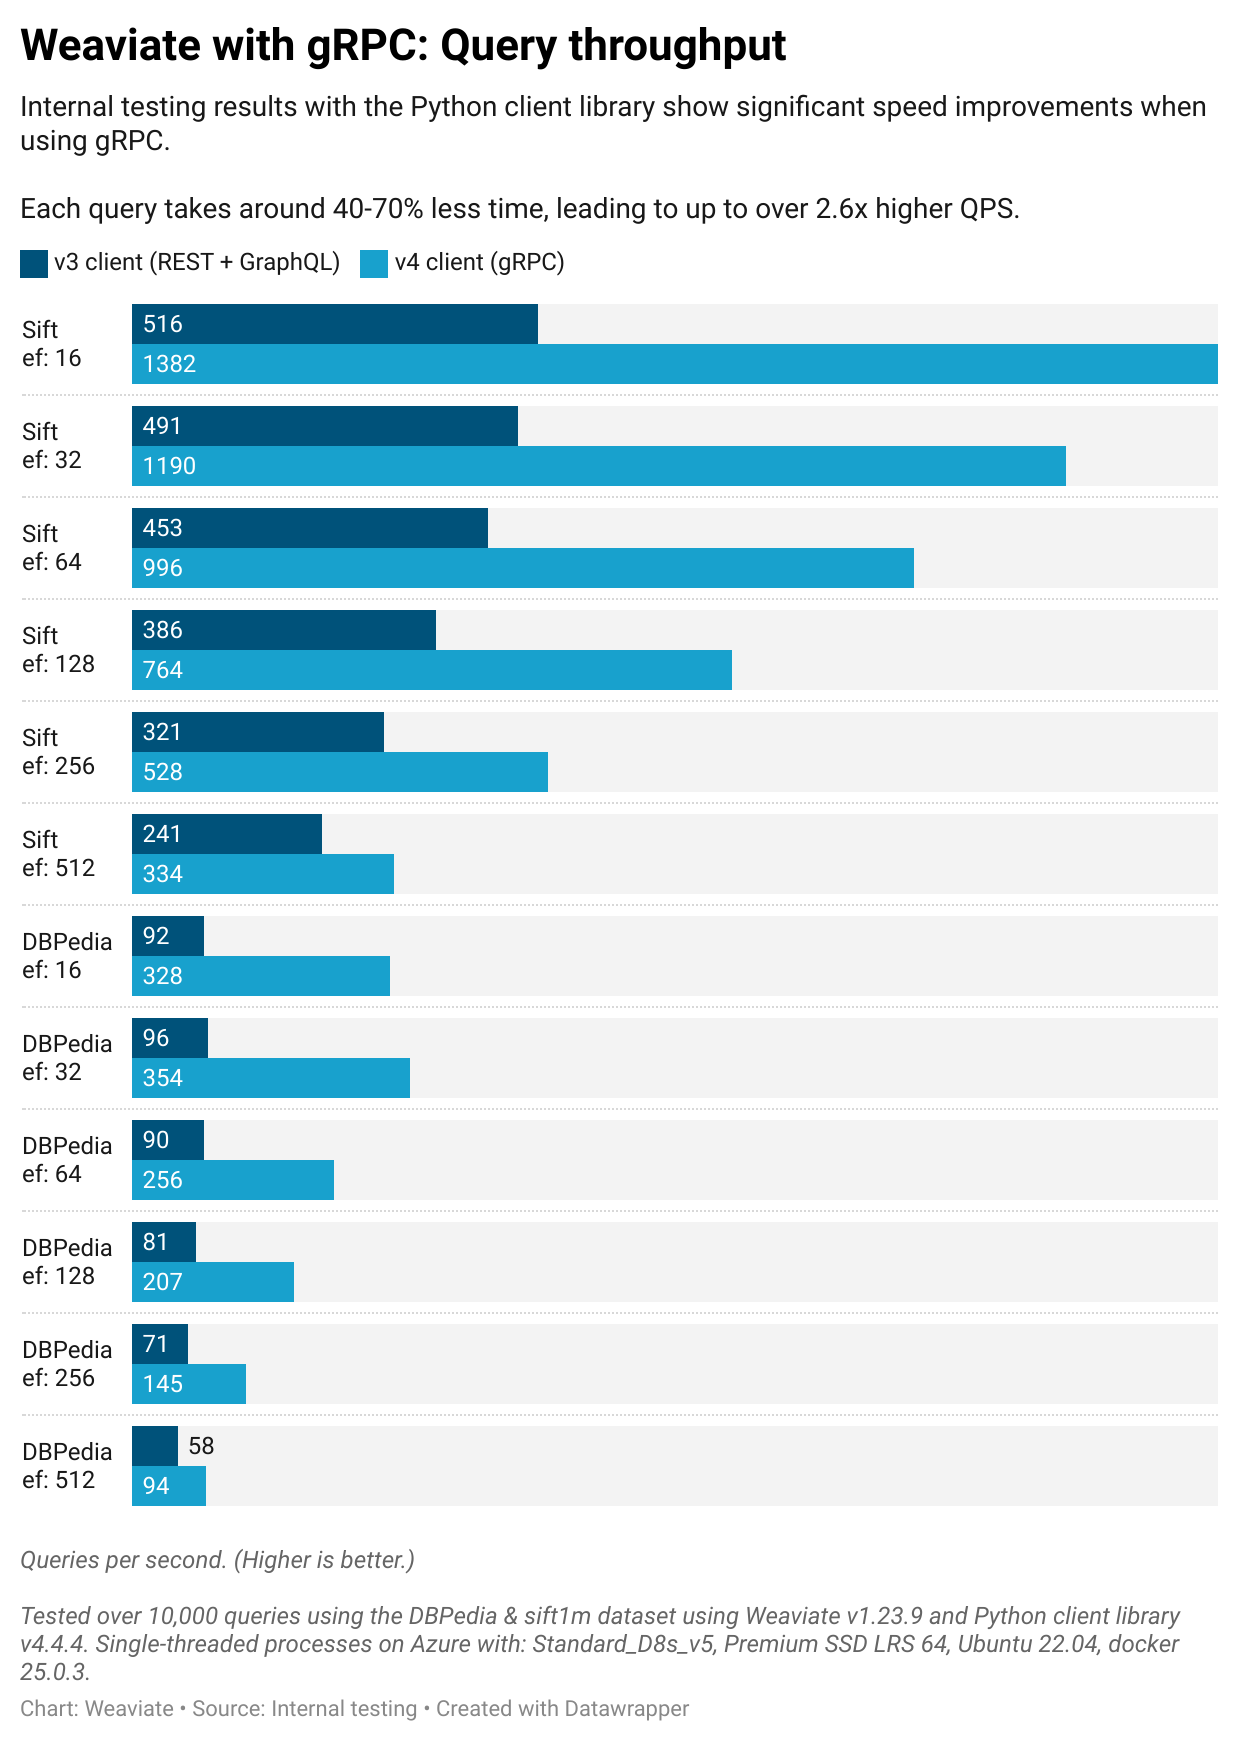 Weaviate with gRPC: Query throughput
Internal testing results with the Python client library show significant speed improvements when
using gRPC.
Each query takes around 40-70% less time, leading to up to over 2.6x higher QPS.
v3 client (REST + GraphQL) v4 client (gRPC)
Sift
ef: 16
516
1382
Sift
ef: 32
491
1190
Sift
ef: 64
453
996
Sift
ef: 128
386
764
Sift
ef: 256
321
528
Sift
ef: 512
241
334
DBPedia
ef: 16
92
328
DBPedia
ef: 32
96
354
DBPedia
ef: 64
90
256
DBPedia
ef: 128
81
207
DBPedia
ef: 256
71
145
DBPedia
ef: 512
58
94
Queries per second. (Higher is better.)
Tested over 10,000 queries using the DBPedia & sift1m dataset using Weaviate v1.23.9 and Python client library
v4.4.4. Single-threaded processes on Azure with: Standard_D8s_v5, Premium SSD LRS 64, Ubuntu 22.04, docker
25.0.3.
Chart: Weaviate • Source: Internal testing • Created with Datawrapper